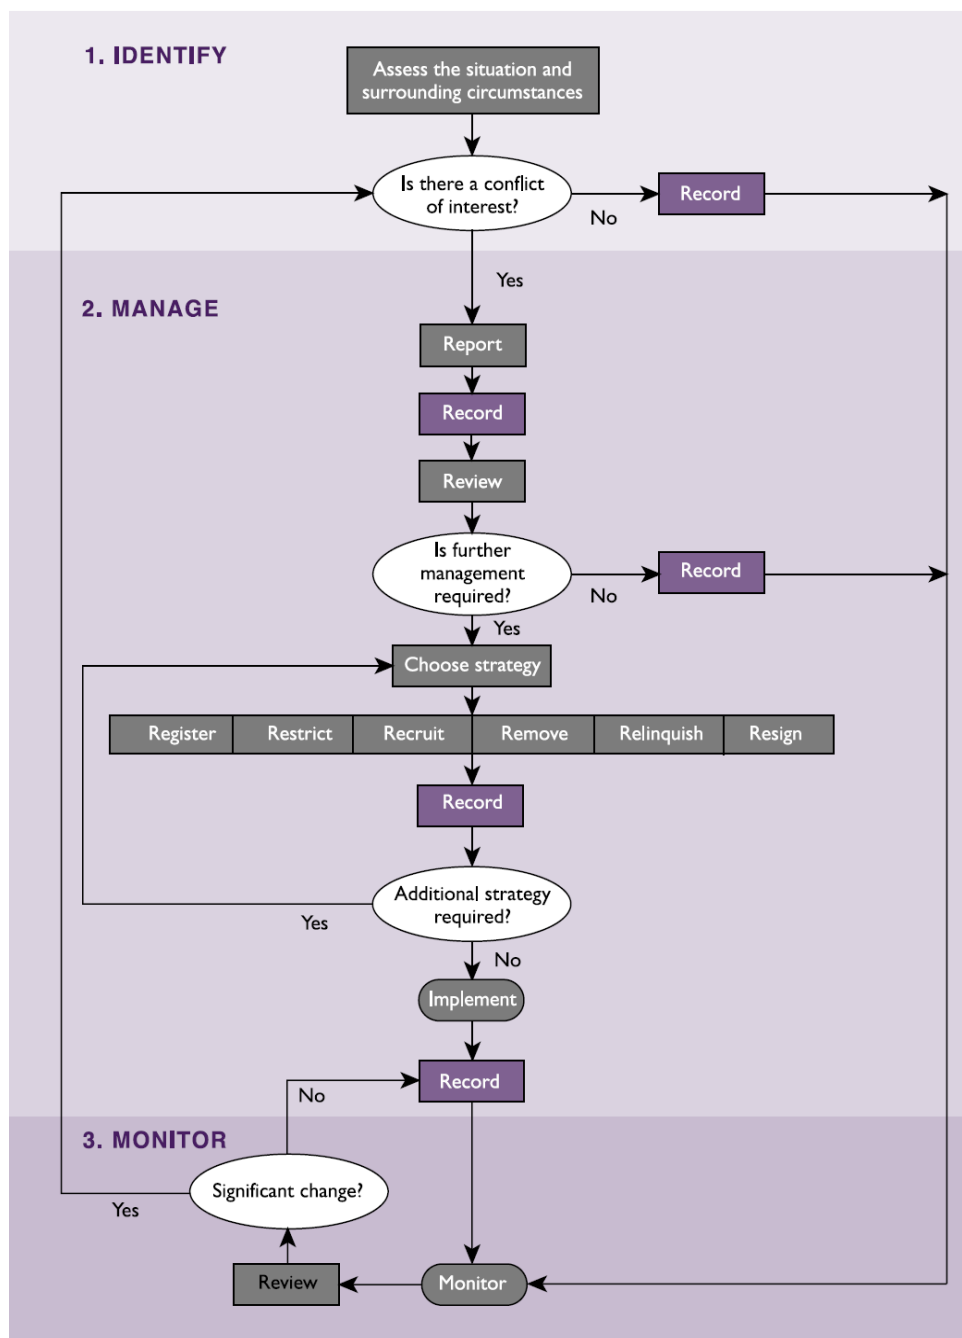 1. IDENTIFY
Assess the situation and
surrounding circumstances
Is there a conflict
of interest?
No
Record
Yes
2. MANAGE
Report
Record
Review
Is further
management
required?
No
Record
Yes
Choose strategy
Register
Restrict
Recruit
Remove
Relinquish
Resign
Record
Additional strategy
required?
Yes
No
Implement
Record
No
3. MONITOR
Significant change?
Yes
Review
Monitor